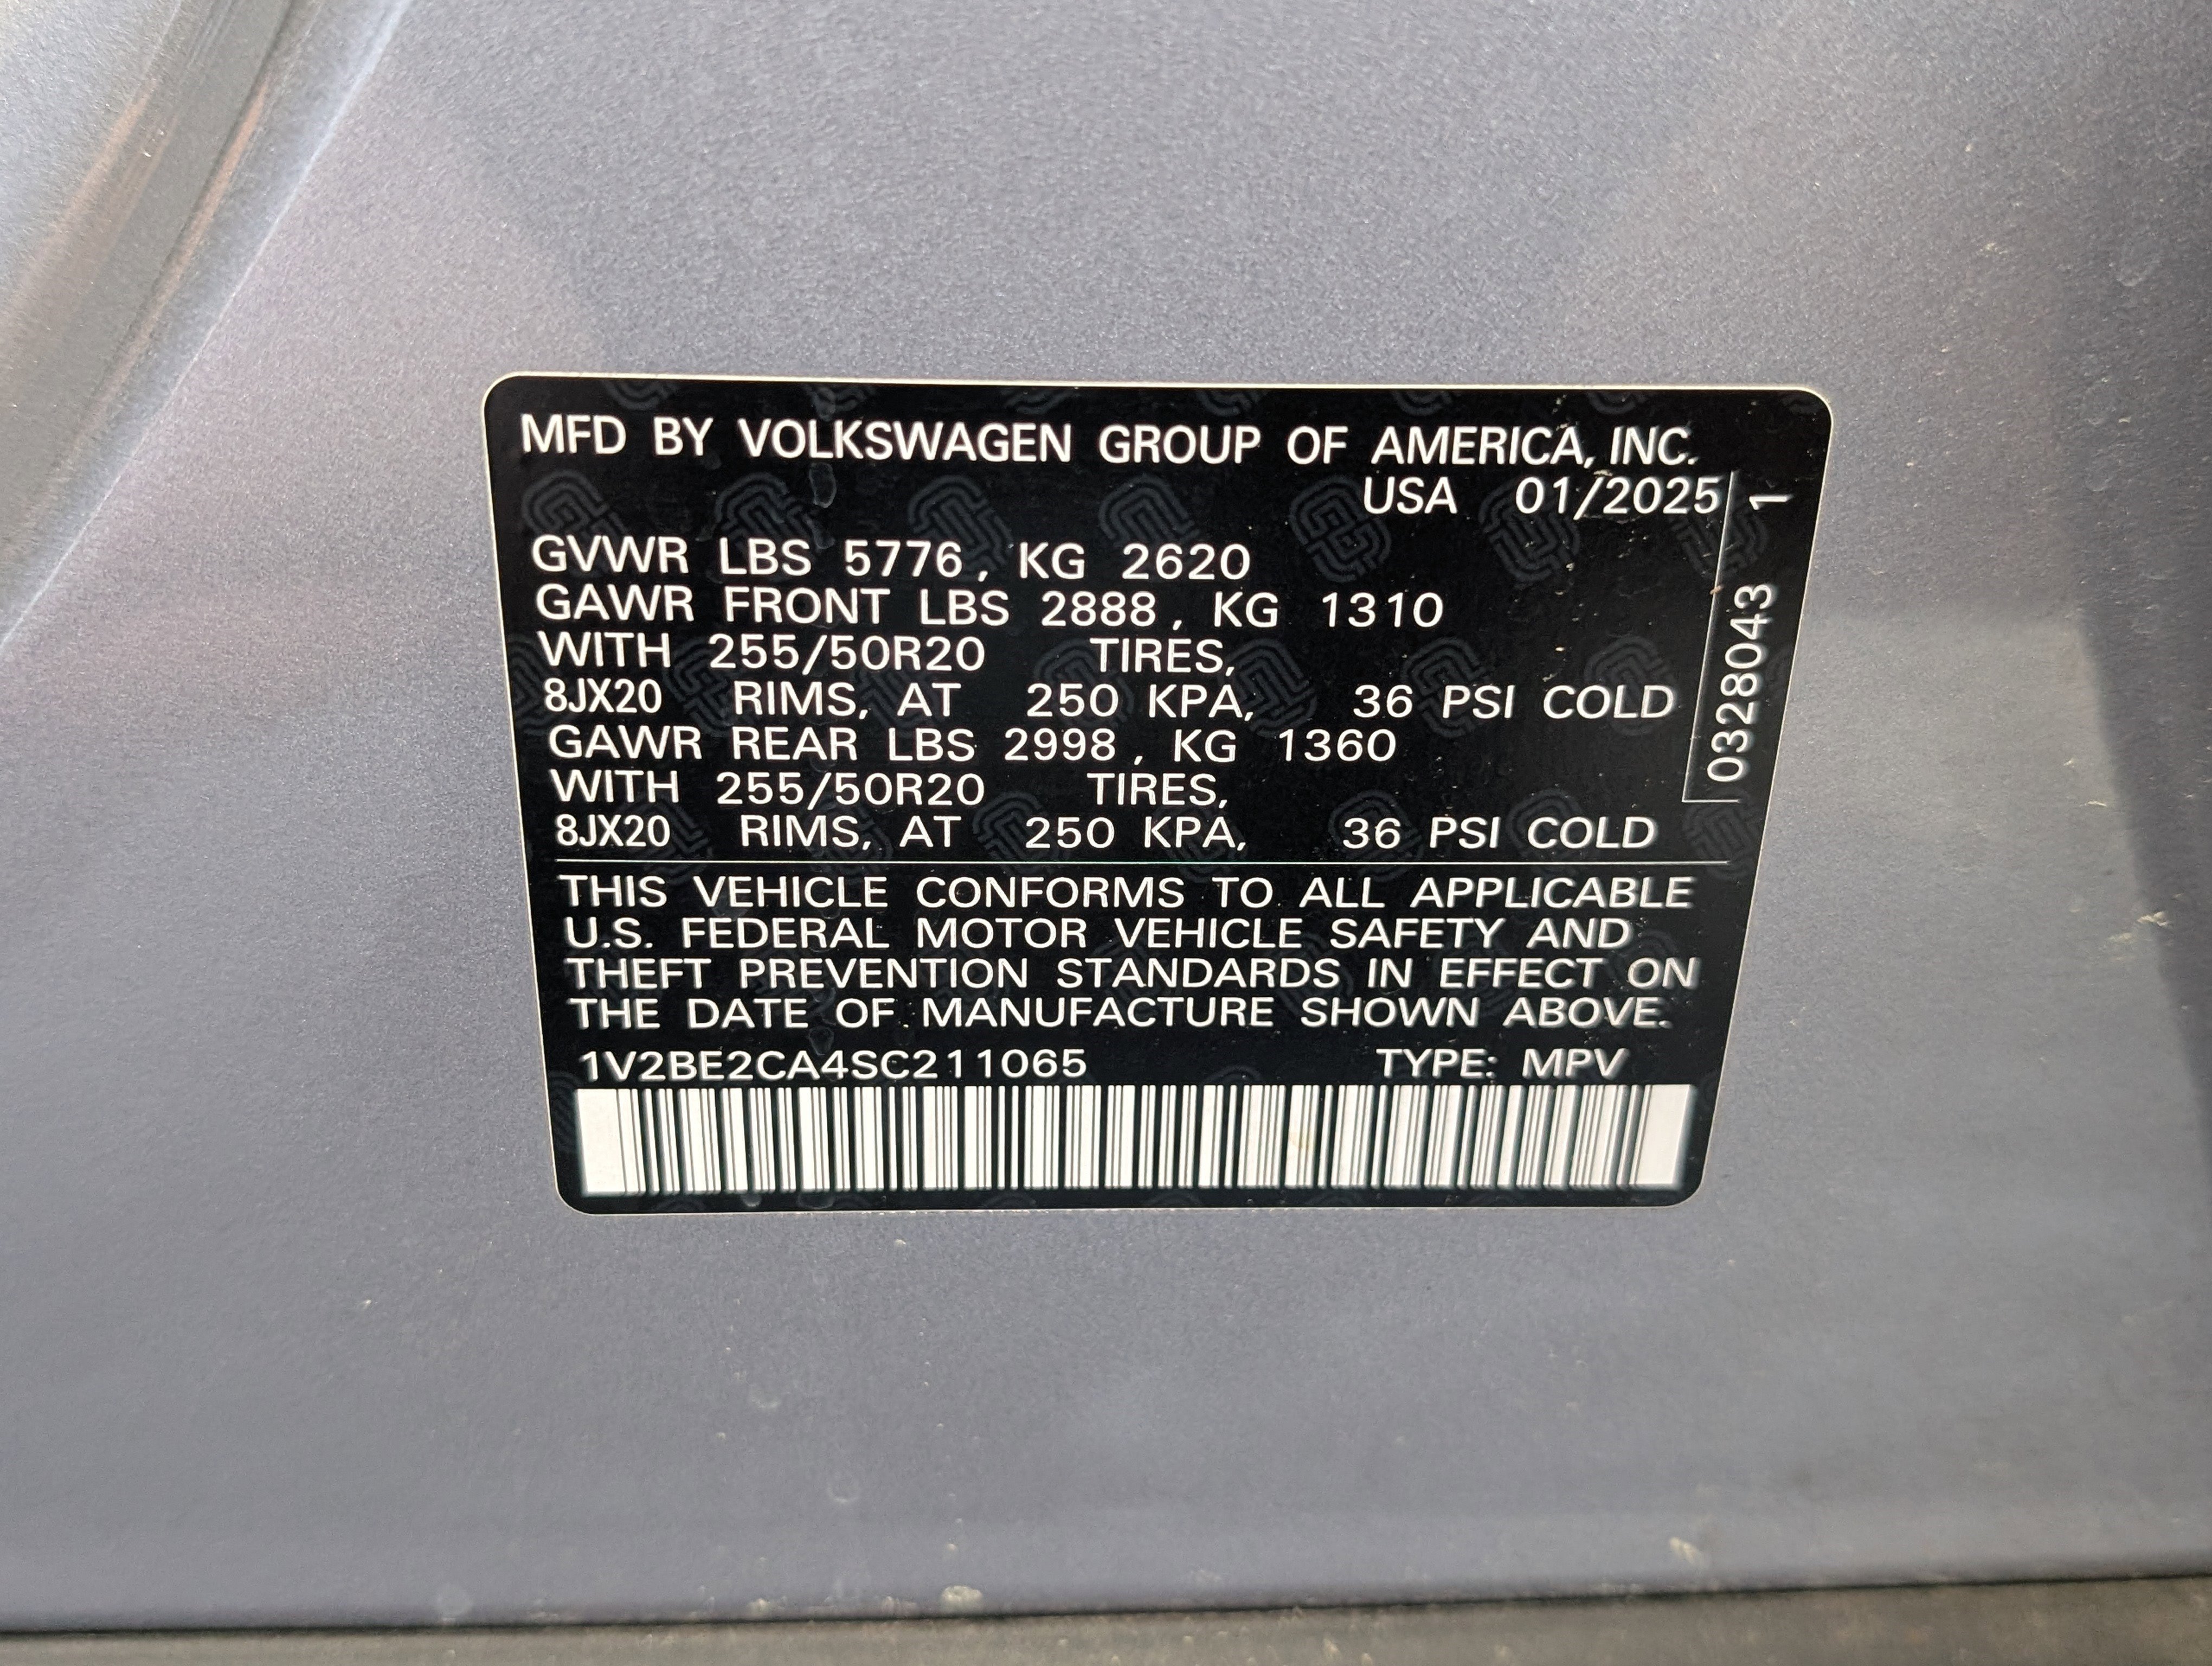 MFD BY VOLKSWAGEN GROUP OF AMERICA, INC.
USA 01/2025
GVWR LBS 5776, KG 2620
GAWR FRONT LBS 2888, KG 1310
WITH 255/50R20 TIRES,
8JX20 RIMS, AT 250 KPA, 36 PSI COLD
GAWR REAR LBS 2998, KG 1360
WITH 255/50R20 TIRES,
8JX20 RIMS, AT 250 KPA, 36 PSI COLD
THIS VEHICLE CONFORMS TO ALL APPLICABLE
U.S. FEDERAL MOTOR VEHICLE SAFETY AND
THEFT PREVENTION STANDARDS IN EFFECT ON
THE DATE OF MANUFACTURE SHOWN ABOVE.
1V2BE2CA4SC211065 TYPE: MPV
0328043 1